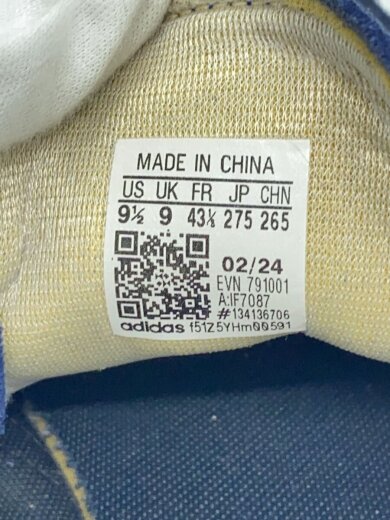 MADE IN CHINA
US UK FR JP CHN
9½ 9 43⅓ 275 265
02/24
EVN 791001
A:IF7087
#134136706
adidas f51Z5YHm00591